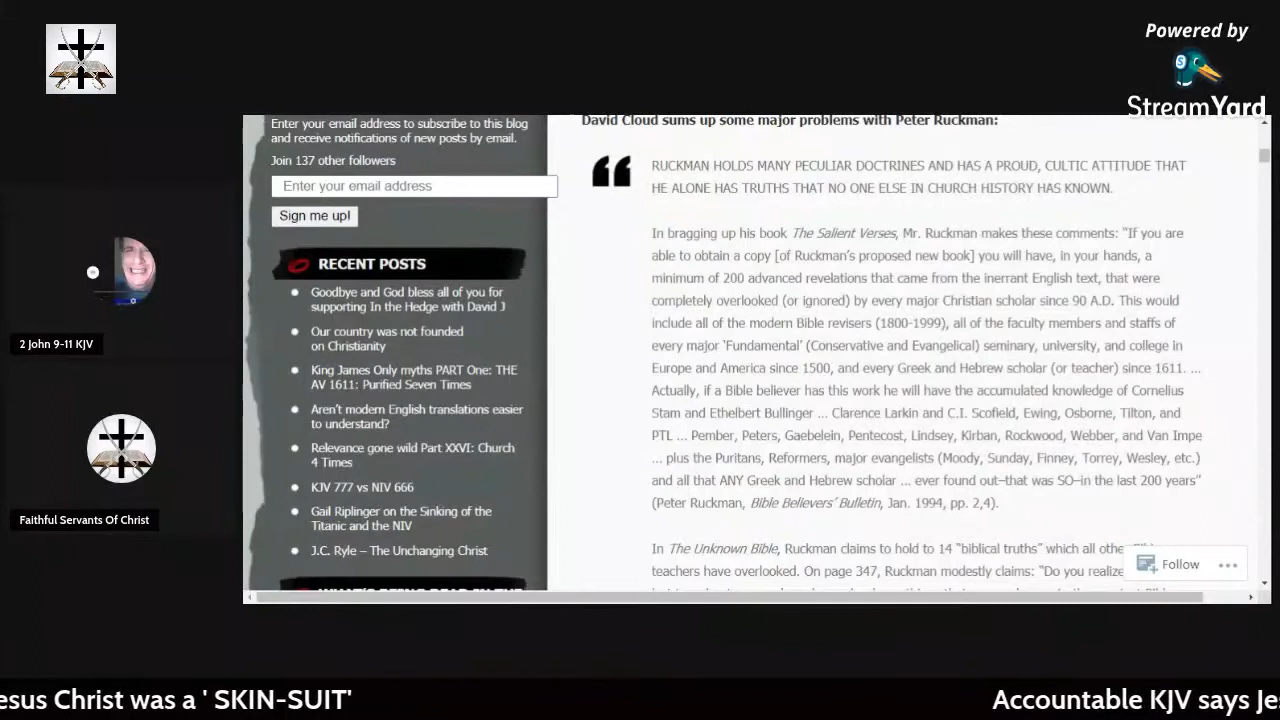 Powered by
StreamYard
Enter your email address to subscribe to this blog
and receive notifications of new posts by email.
Join 137 other followers
Enter your email address
Sign me up!
RECENT POSTS
Goodbye and God bless all of you for
supporting In the Hedge with David J
Our country was not founded
on Christianity
King James Only myths PART One: THE
AV 1611: Purified Seven Times
Aren't modern English translations easier
to understand?
Relevance gone wild Part XXVI: Church
4 Times
KJV 777 vs NIV 666
Gail Riplinger on the Sinking of the
Titanic and the NIV
J.C. Ryle – The Unchanging Christ
David Cloud sums up some major problems with Peter Ruckman:
RUCKMAN HOLDS MANY PECULIAR DOCTRINES AND HAS A PROUD, CULTIC ATTITUDE THAT
HE ALONE HAS TRUTHS THAT NO ONE ELSE IN CHURCH HISTORY HAS KNOWN.
In bragging up his book The Salient Verses, Mr. Ruckman makes these comments: "If you are
able to obtain a copy [of Ruckman's proposed new book] you will have, in your hands, a
minimum of 200 advanced revelations that came from the inerrant English text, that were
completely overlooked (or ignored) by every major Christian scholar since 90 A.D. This would
include all of the modern Bible revisers (1800-1999), all of the faculty members and staffs of
every major 'Fundamental' (Conservative and Evangelical) seminary, university, and college in
Europe and America since 1500, and every Greek and Hebrew scholar (or teacher) since 1611. ...
Actually, if a Bible believer has this work he will have the accumulated knowledge of Cornelius
Stam and Ethelbert Bullinger ... Clarence Larkin and C.I. Scofield, Ewing, Osborne, Tilton, and
PTL ... Pember, Peters, Gaebelein, Pentecost, Lindsey, Kirban, Rockwood, Webber, and Van Impe
... plus the Puritans, Reformers, major evangelists (Moody, Sunday, Finney, Torrey, Wesley, etc.)
and all that ANY Greek and Hebrew scholar ... ever found out–that was SO–in the last 200 years"
(Peter Ruckman, Bible Believers' Bulletin, Jan. 1994, pp. 2,4).
In The Unknown Bible, Ruckman claims to hold to 14 "biblical truths" which all othe
teachers have overlooked. On page 347, Ruckman modestly claims: "Do you realize
Follow
2 John 9-11 KJV
Faithful Servants Of Christ
esus Christ was a ' SKIN-SUIT'
Accountable KJV says Jes